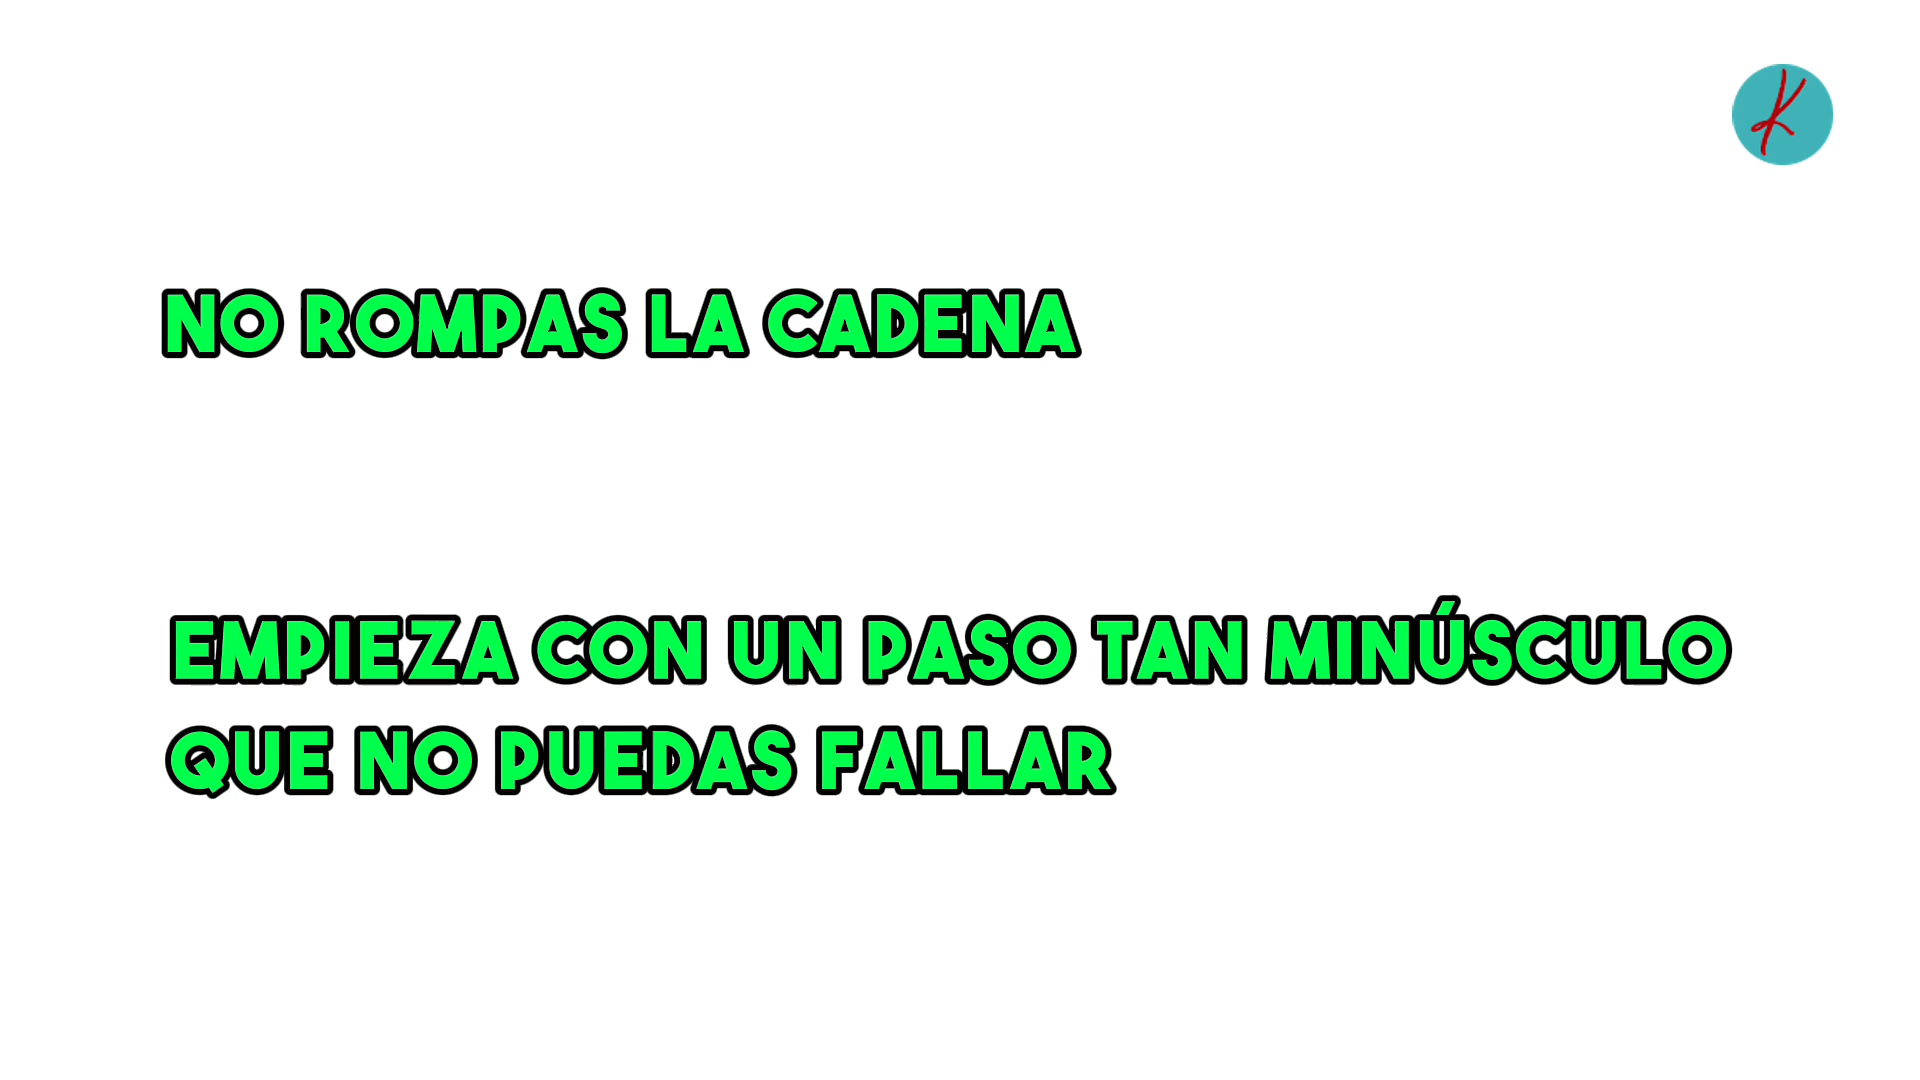 K
NO ROMPAS LA CADENA
EMPIEZA CON UN PASO TAN MINÚSCULO
QUE NO PUEDAS FALLAR